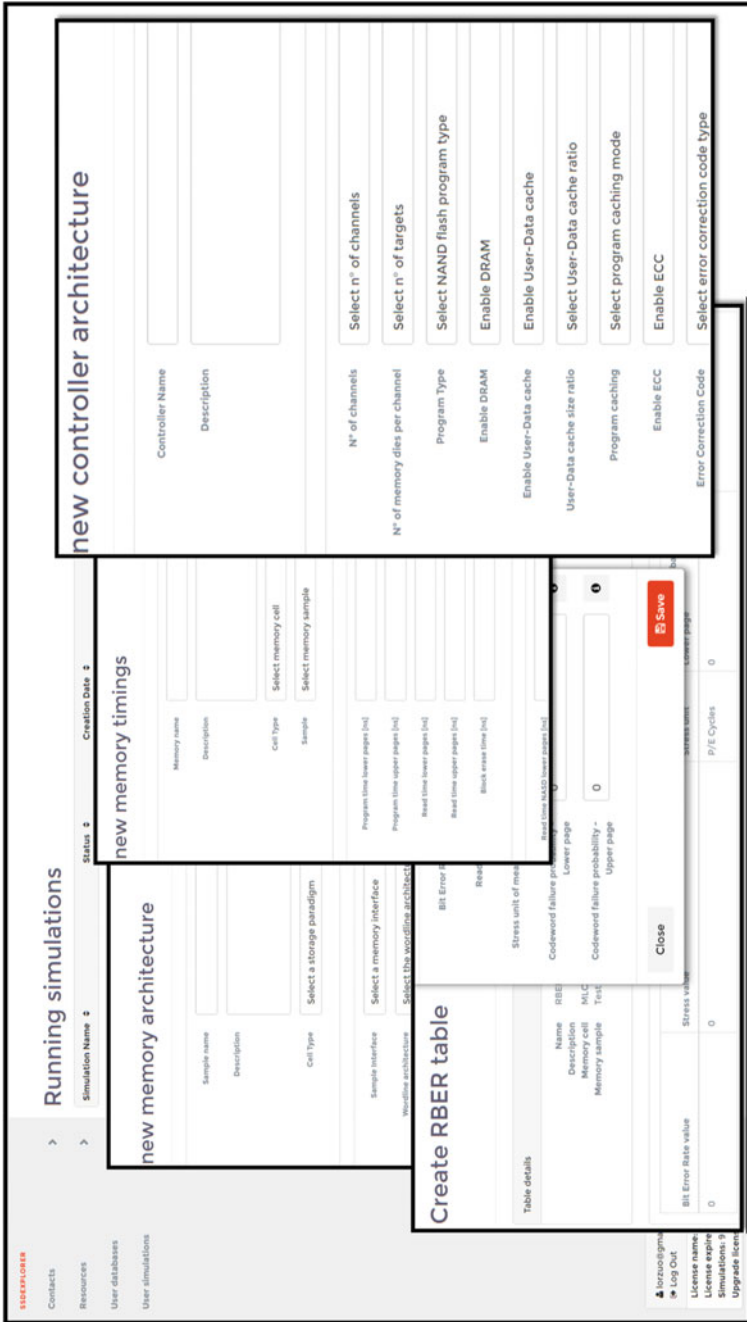 SSDEXPLORER
Contacts
Resources
User databases
User simulations
Log Out
License name:
Simulations: 9
Running simulations
Simulation Name
Status
Creation Date
new memory architecture
Sample name
Description
Cell Type
Select a storage paradigm
Sample Interface
Select a memory interface
Wordline architecture
Select the wordline
new memory timings
Memory name
Description
Cell Type
Select memory cell
Sample
Select memory sample
Program time lower pages [ns]
Program time upper pages [ns]
Read time lower pages [ns]
Read time upper pages [ns]
Block erase time [ns]
Read time NASD lower pages [ns]
new controller architecture
Controller Name
Description
N° of channels
Select n° of channels
N° of memory dies per channel
Select n° of targets
Program Type
Select NAND flash program type
Enable DRAM
Enable DRAM
Enable User-Data cache
Enable User-Data cache
User-Data cache size ratio
Select User-Data cache ratio
Program caching
Select program caching mode
Enable ECC
Enable ECC
Error Correction Code
Select error correction code type
Create RBER table
Table details
Name
Description
Memory cell
MLC
Memory sample
Test
Bit Error
Stress unit of
Codeword failure probability -
Lower page
0
Codeword failure probability -
Upper page
0
Close
Save
Bit Error Rate value
Stress value
Stress unit
Lower page
0
0
P/E Cycles
0